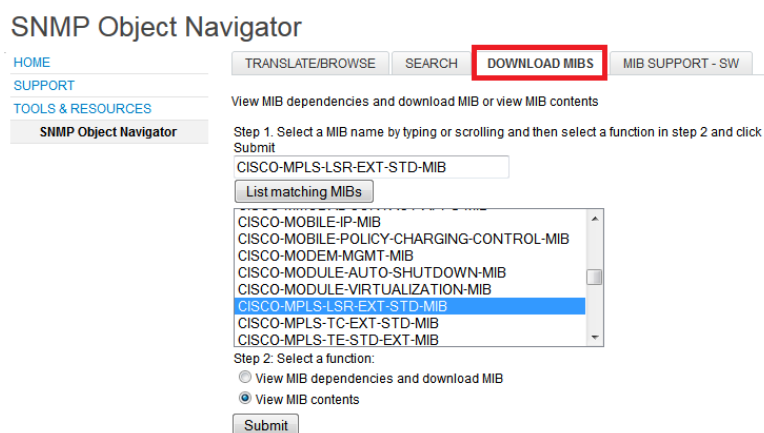 SNMP Object Navigator
HOME
SUPPORT
TOOLS & RESOURCES
SNMP Object Navigator
TRANSLATE/BROWSE
SEARCH
DOWNLOAD MIBS
MIB SUPPORT - SW
View MIB dependencies and download MIB or view MIB contents
Step 1. Select a MIB name by typing or scrolling and then select a function in step 2 and click
Submit
CISCO-MPLS-LSR-EXT-STD-MIB
List matching MIBs
CISCO-MOBILE-IP-MIB
CISCO-MOBILE-POLICY-CHARGING-CONTROL-MIB
CISCO-MODEM-MGMT-MIB
CISCO-MODULE-AUTO-SHUTDOWN-MIB
CISCO-MODULE-VIRTUALIZATION-MIB
CISCO-MPLS-LSR-EXT-STD-MIB
CISCO-MPLS-TC-EXT-STD-MIB
CISCO-MPLS-TE-STD-EXT-MIB
Step 2: Select a function:
View MIB dependencies and download MIB
View MIB contents
Submit